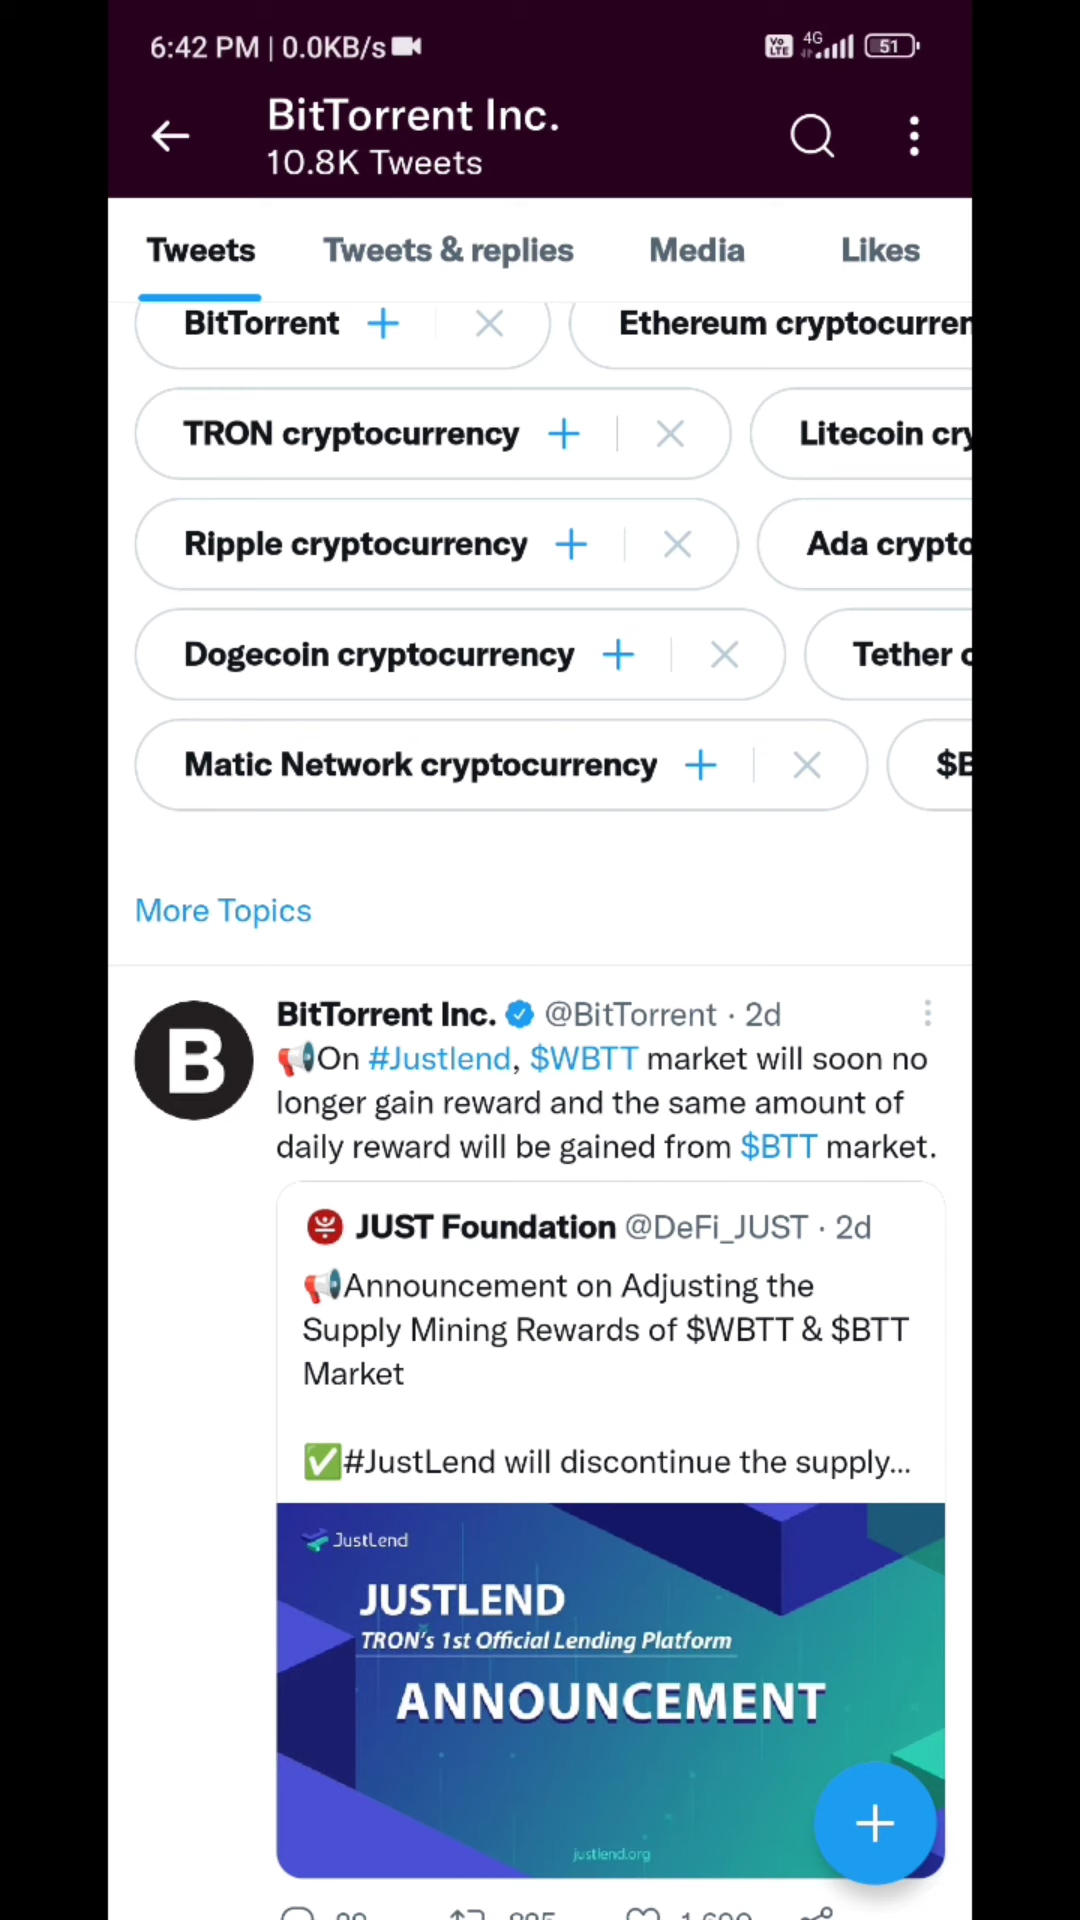 6:42 PM | 0.0KB/s
Vo LTE 4G 51
BitTorrent Inc.
10.8K Tweets
Tweets Tweets & replies Media Likes
BitTorrent Ethereum cryptocurren
TRON cryptocurrency Litecoin cry
Ripple cryptocurrency Ada crypto
Dogecoin cryptocurrency Tether c
Matic Network cryptocurrency $B
More Topics
BitTorrent Inc. @BitTorrent · 2d
📢On #Justlend, $WBTT market will soon no
longer gain reward and the same amount of
daily reward will be gained from $BTT market.
JUST Foundation @DeFi_JUST · 2d
📢Announcement on Adjusting the
Supply Mining Rewards of $WBTT & $BTT
Market
✅#JustLend will discontinue the supply...
JustLend
JUSTLEND
TRON's 1st Official Lending Platform
ANNOUNCEMENT
justlend.org